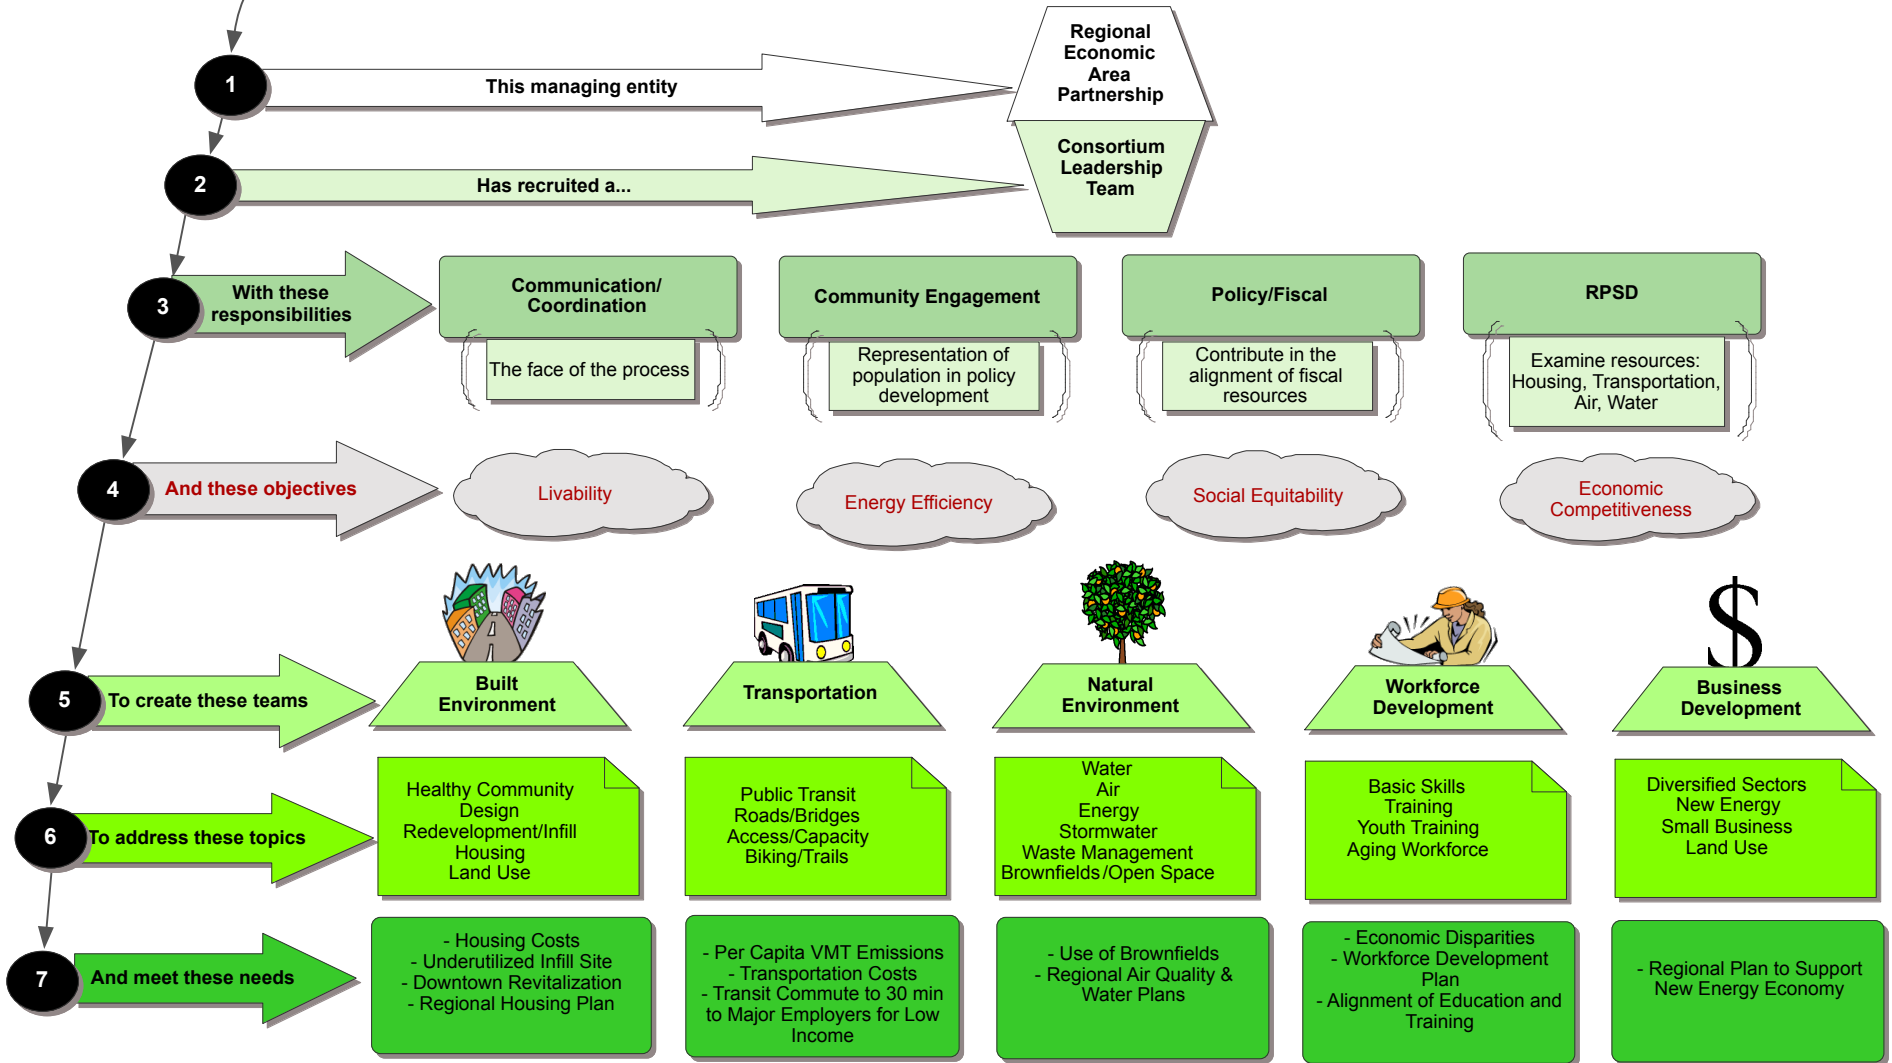 1
This managing entity
Regional
Economic
Area
Partnership
2
Has recruited a...
Consortium
Leadership
Team
3
With these
responsibilities
Communication/
Coordination
The face of the process
Community Engagement
Representation of
population in policy
development
Policy/Fiscal
Contribute in the
alignment of fiscal
resources
RPSD
Examine resources:
Housing, Transportation,
Air, Water
4
And these objectives
Livability
Energy Efficiency
Social Equitability
Economic
Competitiveness
5
To create these teams
Built
Environment
Transportation
Natural
Environment
Workforce
Development
$
Business
Development
6
To address these topics
Healthy Community
Design
Redevelopment/Infill
Housing
Land Use
Public Transit
Roads/Bridges
Access/Capacity
Biking/Trails
Water
Air
Energy
Stormwater
Waste Management
Brownfields/Open Space
Basic Skills
Training
Youth Training
Aging Workforce
Diversified Sectors
New Energy
Small Business
Land Use
7
And meet these needs
- Housing Costs
- Underutilized Infill Site
- Downtown Revitalization
- Regional Housing Plan
- Per Capita VMT Emissions
- Transportation Costs
- Transit Commute to 30 min
to Major Employers for Low
Income
- Use of Brownfields
- Regional Air Quality &
Water Plans
- Economic Disparities
- Workforce Development
Plan
- Alignment of Education and
Training
- Regional Plan to Support
New Energy Economy